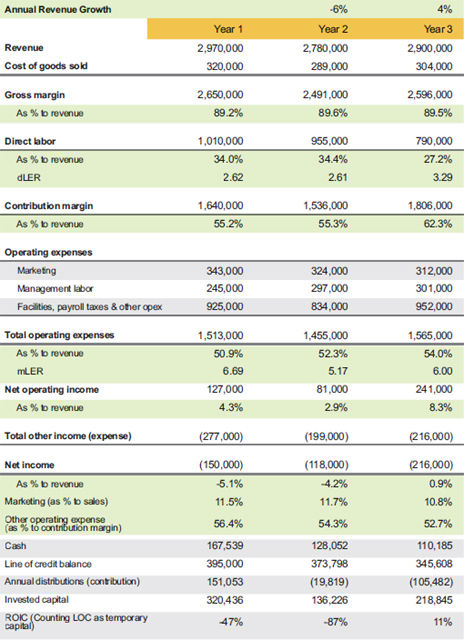 Annual Revenue Growth -6% 4%
Year 1 Year 2 Year 3
Revenue 2,970,000 2,780,000 2,900,000
Cost of goods sold 320,000 289,000 304,000
Gross margin 2,650,000 2,491,000 2,596,000
As % to revenue 89.2% 89.6% 89.5%
Direct labor 1,010,000 955,000 790,000
As % to revenue 34.0% 34.4% 27.2%
dLER 2.62 2.61 3.29
Contribution margin 1,640,000 1,536,000 1,806,000
As % to revenue 55.2% 55.3% 62.3%
Operating expenses
Marketing 343,000 324,000 312,000
Management labor 245,000 297,000 301,000
Facilities, payroll taxes & other opex 925,000 834,000 952,000
Total operating expenses 1,513,000 1,455,000 1,565,000
As % to revenue 50.9% 52.3% 54.0%
mLER 6.69 5.17 6.00
Net operating income 127,000 81,000 241,000
As % to revenue 4.3% 2.9% 8.3%
Total other income (expense) (277,000) (199,000) (216,000)
Net income (150,000) (118,000) (216,000)
As % to revenue -5.1% -4.2% 0.9%
Marketing (as % to sales) 11.5% 11.7% 10.8%
Other operating expense
(as % to contribution margin) 56.4% 54.3% 52.7%
Cash 167,539 128,052 110,185
Line of credit balance 395,000 373,798 345,608
Annual distributions (contribution) 151,053 (19,819) (105,482)
Invested capital 320,436 136,226 218,845
ROIC (Counting LOC as temporary
capital) -47% -87% 11%